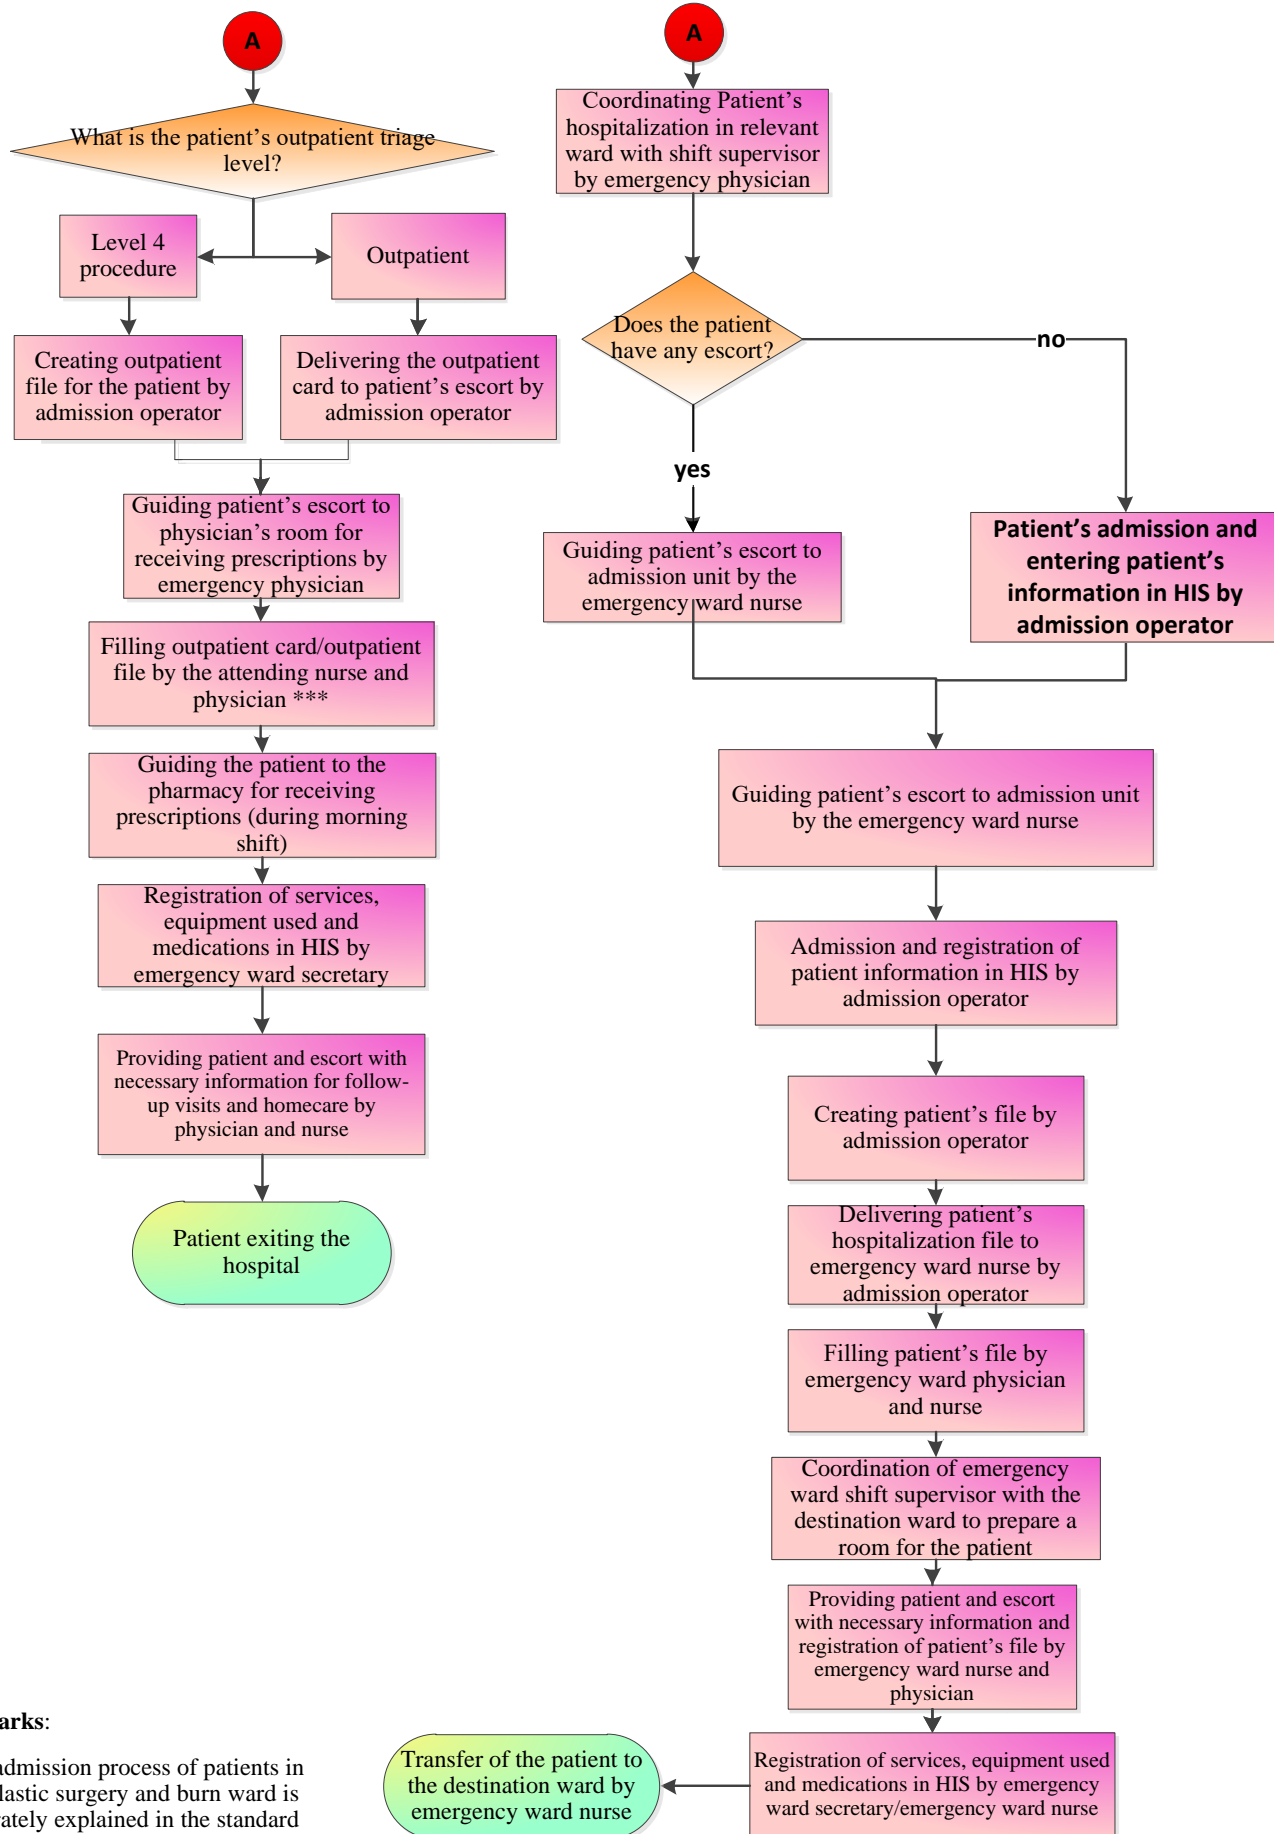 A
What is the patient's outpatient triage
level?
Level 4
procedure
Outpatient
Creating outpatient
file for the patient by
admission operator
Delivering the outpatient
card to patient's escort by
admission operator
Guiding patient's escort to
physician's room for
receiving prescriptions by
emergency physician
Filling outpatient card/outpatient
file by the attending nurse and
physician ***
Guiding the patient to the
pharmacy for receiving
prescriptions (during morning
shift)
Registration of services,
equipment used and
medications in HIS by
emergency ward secretary
Providing patient and escort with
necessary information for follow-
up visits and homecare by
physician and nurse
Patient exiting the
hospital
A
Coordinating Patient's
hospitalization in relevant
ward with shift supervisor
by emergency physician
Does the patient
have any escort?
no
yes
Guiding patient's escort to
admission unit by the
emergency ward nurse
Patient's admission and
entering patient's
information in HIS by
admission operator
Guiding patient's escort to admission unit
by the emergency ward nurse
Admission and registration of
patient information in HIS by
admission operator
Creating patient's file by
admission operator
Delivering patient's
hospitalization file to
emergency ward nurse by
admission operator
Filling patient's file by
emergency ward physician
and nurse
Coordination of emergency
ward shift supervisor with the
destination ward to prepare a
room for the patient
Providing patient and escort
with necessary information and
registration of patient's file by
emergency ward nurse and
physician
Registration of services, equipment used
and medications in HIS by emergency
ward secretary/emergency ward nurse
Transfer of the patient to
the destination ward by
emergency ward nurse
arks:
admission process of patients in
lastic surgery and burn ward is
rately explained in the standard